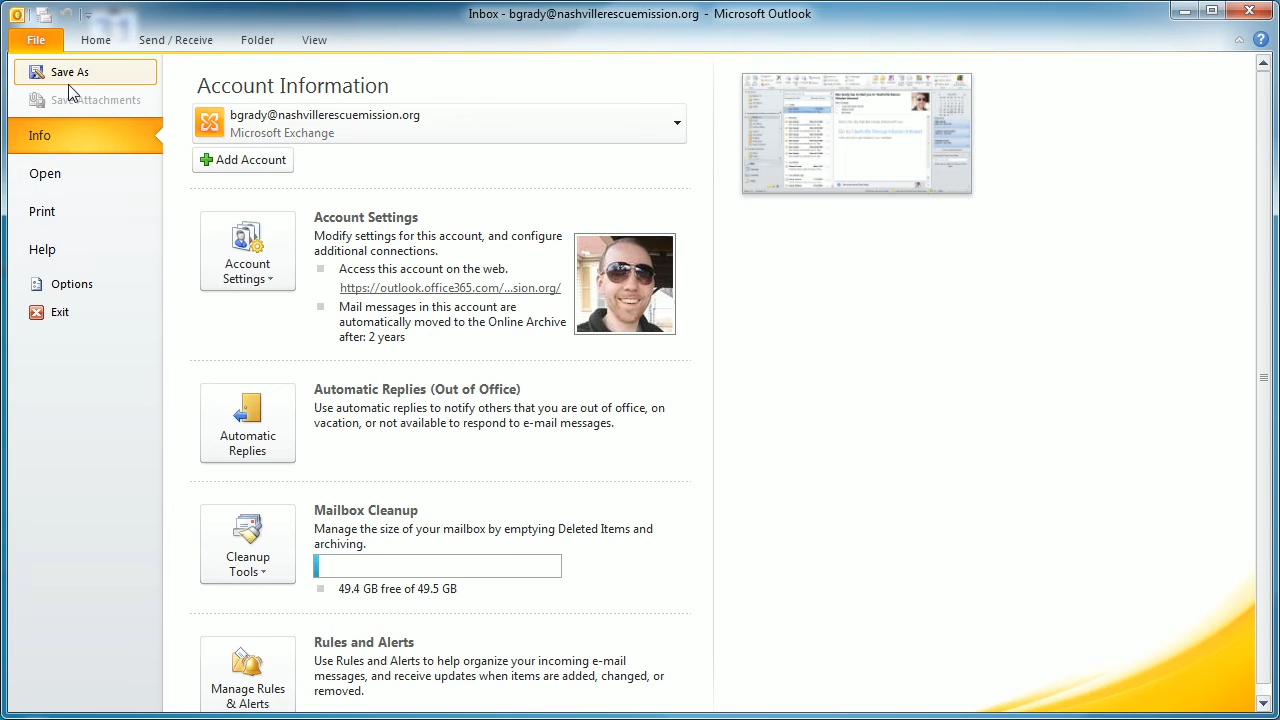 Inbox - bgrady@nashvillerescuemission.org - Microsoft Outlook
File
Home
Send / Receive
Folder
View
Save As
Info
Open
Print
Help
Options
Exit
Account Information
bgrady@nashvillerescuemission.org
Microsoft Exchange
Add Account
Account Settings
Account Settings
Modify settings for this account, and configure
additional connections.
Access this account on the web.
https://outlook.office365.com/...sion.org/
Mail messages in this account are
automatically moved to the Online Archive
after: 2 years
Automatic Replies
Automatic Replies (Out of Office)
Use automatic replies to notify others that you are out of office, on
vacation, or not available to respond to e-mail messages.
Cleanup Tools
Mailbox Cleanup
Manage the size of your mailbox by emptying Deleted Items and
archiving.
49.4 GB free of 49.5 GB
Manage Rules & Alerts
Rules and Alerts
Use Rules and Alerts to help organize your incoming e-mail
messages, and receive updates when items are added, changed, or
removed.